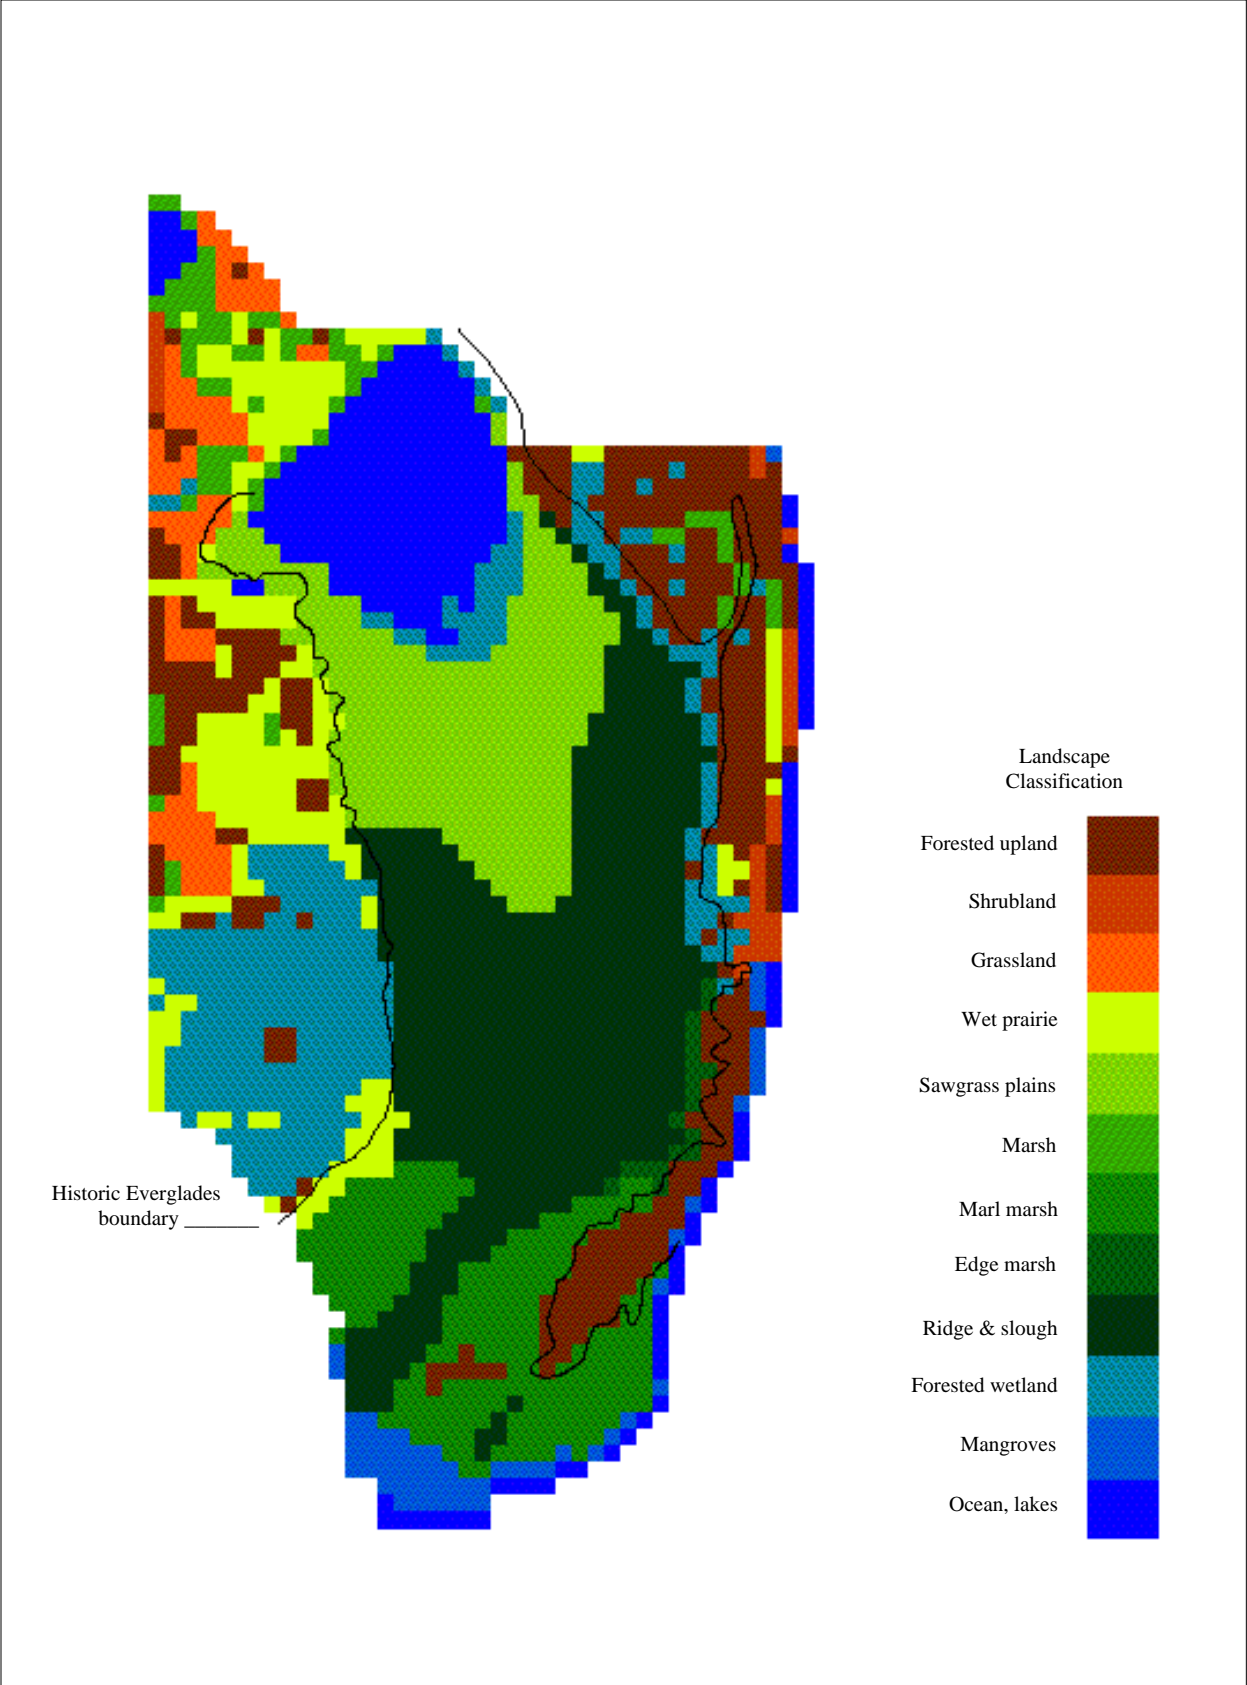 Landscape
Classification
Forested upland
Shrubland
Grassland
Wet prairie
Sawgrass plains
Marsh
Marl marsh
Edge marsh
Ridge & slough
Forested wetland
Mangroves
Ocean, lakes
Historic Everglades
boundary _______